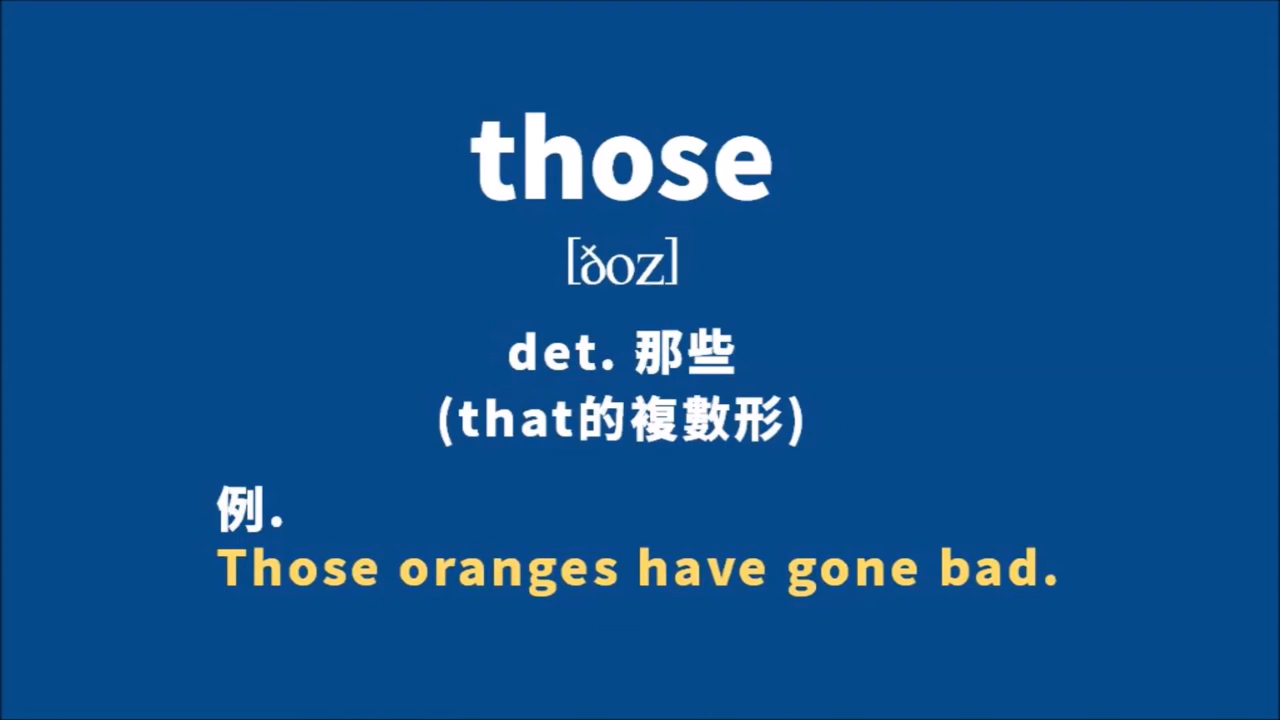 those
[ðoz]
det. 那些
(that的複數形)
例.
Those oranges have gone bad.